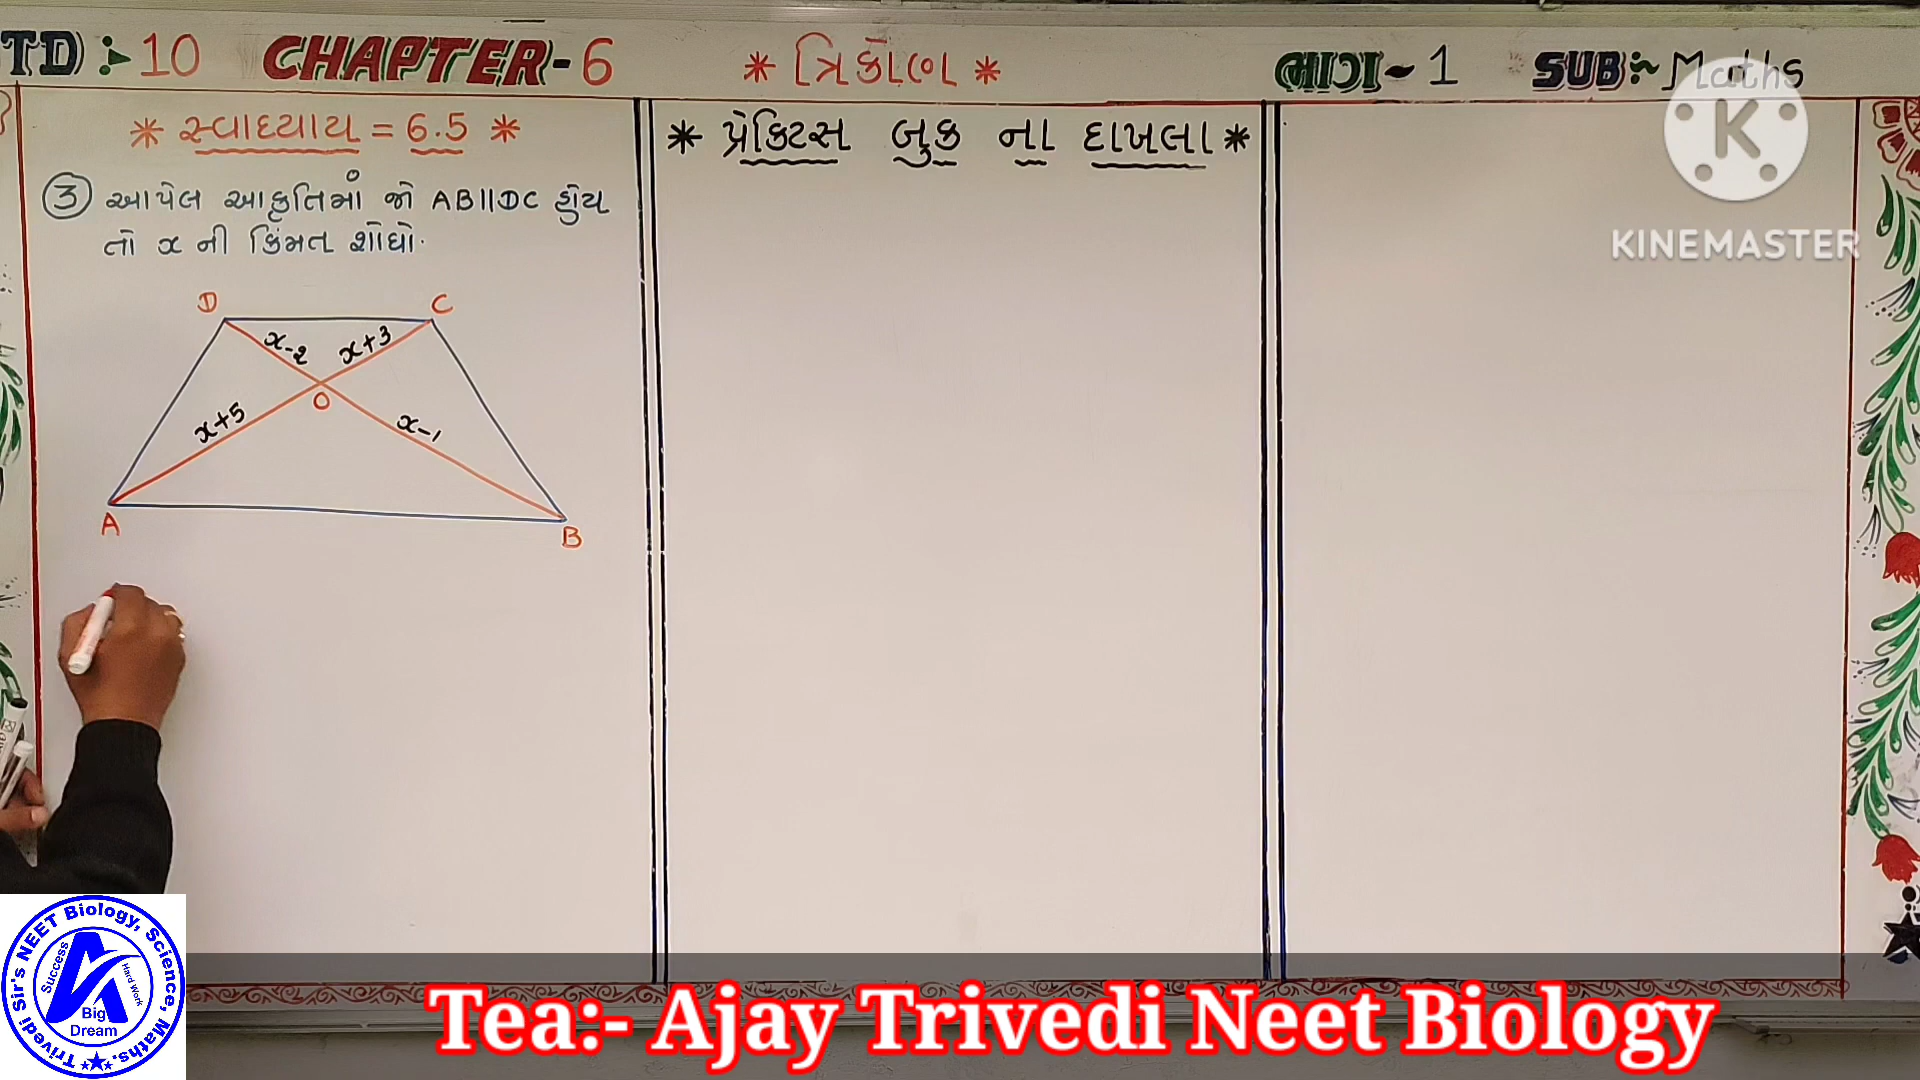 TD :- 10 CHAPTER-6 * ત્રિકોણ * ભાગ - 1 SUB:- Maths
* સ્વાધ્યાય = 6.5 *
* પ્રેક્ટિસ બુક ના દાખલા *
③ આપેલ આકૃતિમાં જો AB||DC હોય
તો x ની કિંમત શોધો.
D C
x-2 x+3
O
x+5 x-1
A B
K
KINEMASTER
Trivedi Sir's NEET Biology, Science, Maths.
Success Hard Work
Big Dream
Tea:- Ajay Trivedi Neet Biology